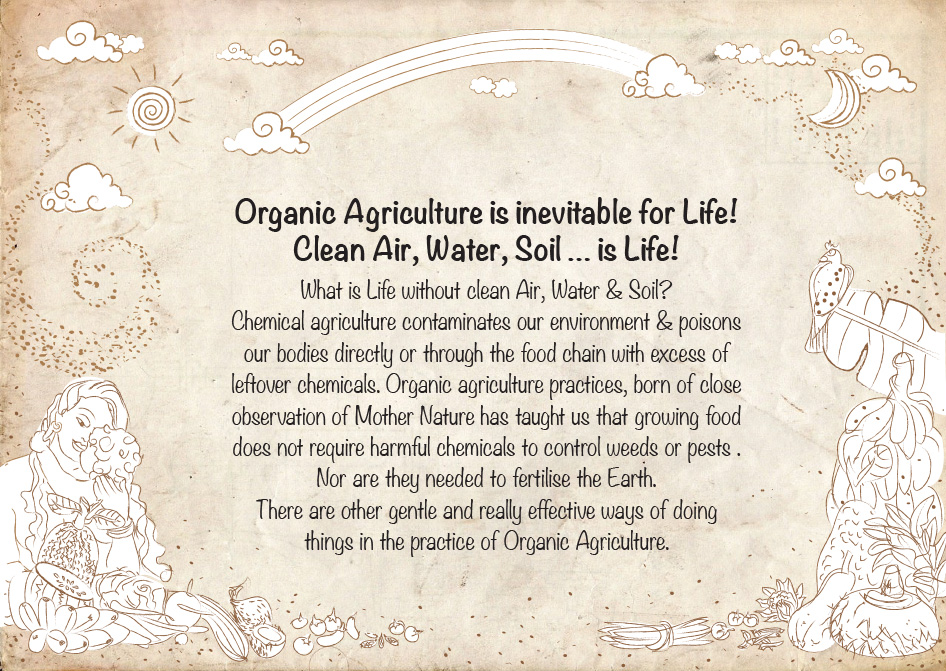 Organic Agriculture is inevitable for Life!
Clean Air, Water, Soil ... is Life!
What is Life without clean Air, Water & Soil?
Chemical agriculture contaminates our environment & poisons
our bodies directly or through the food chain with excess of
leftover chemicals. Organic agriculture practices, born of close
observation of Mother Nature has taught us that growing food
does not require harmful chemicals to control weeds or pests .
Nor are they needed to fertilise the Earth.
There are other gentle and really effective ways of doing
things in the practice of Organic Agriculture.